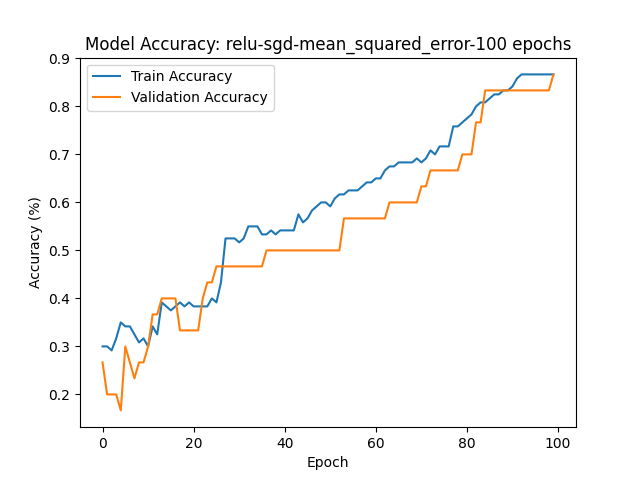 Model Accuracy: relu-sgd-mean_squared_error-100 epochs
Train Accuracy
Validation Accuracy
Accuracy (%)
0.9
0.8
0.7
0.6
0.5
0.4
0.3
0.2
0 20 40 60 80 100
Epoch